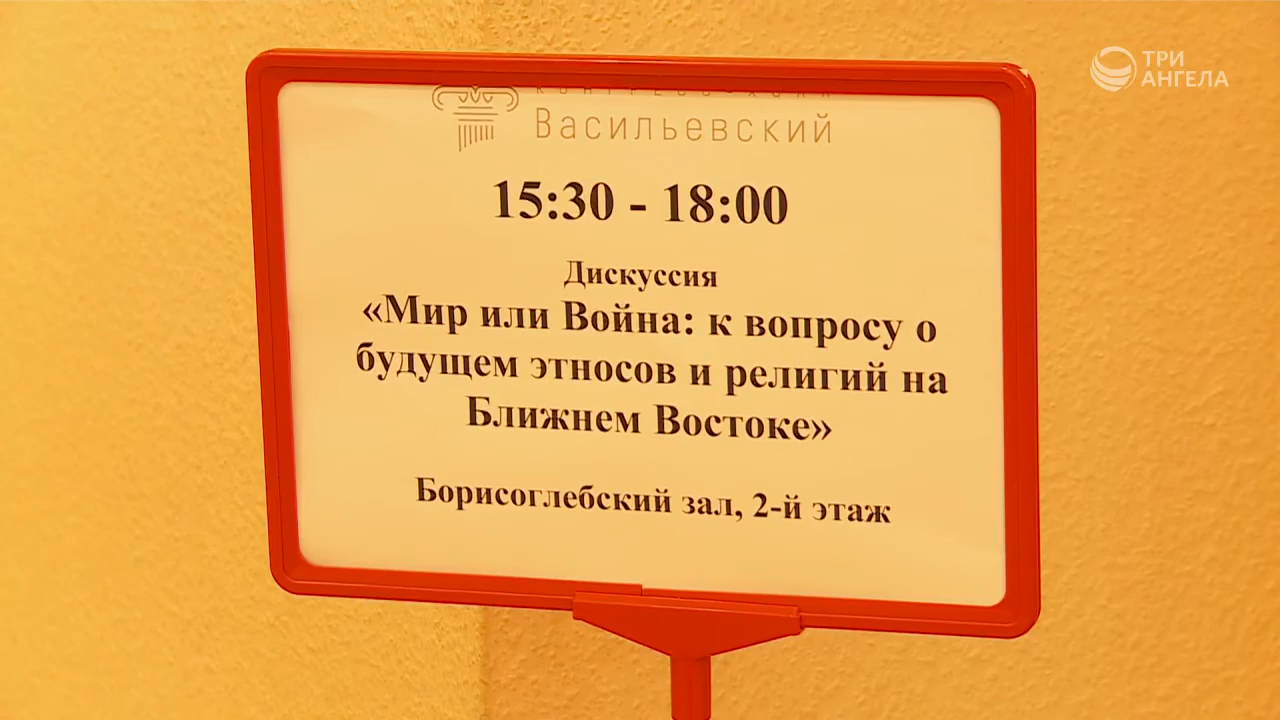 ТРИ
АНГЕЛА
Васильевский
15:30 - 18:00
Дискуссия
«Мир или Война: к вопросу о
будущем этносов и религий на
Ближнем Востоке»
Борисоглебский зал, 2-й этаж